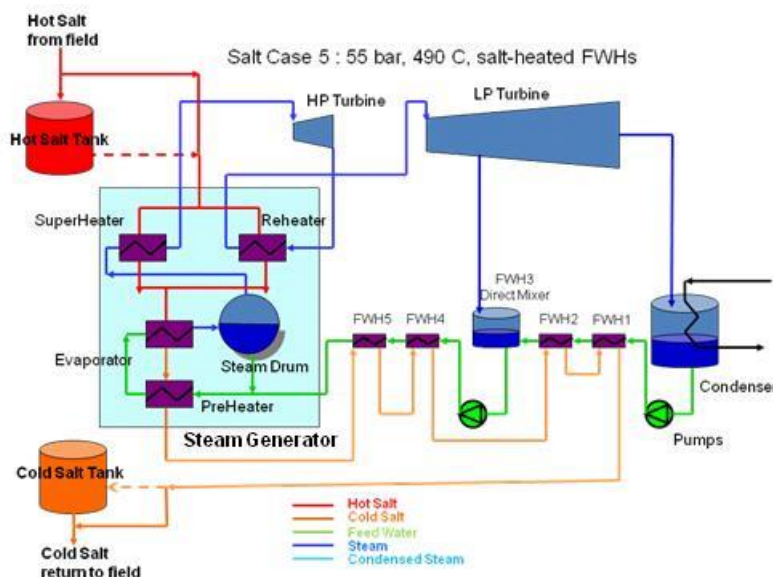 Hot Salt
from field
Salt Case 5 : 55 bar, 490 C, salt-heated FWHs
HP Turbine
LP Turbine
Hot Salt Tank
SuperHeater
Reheater
FWH3
Direct Mixer
FWH5
FWH4
FWH2
FWH1
Evaporator
Steam Drum
Condenser
PreHeater
Steam Generator
Pumps
Cold Salt Tank
Hot Salt
Cold Salt
Feed Water
Steam
Condensed Steam
Cold Salt
return to field